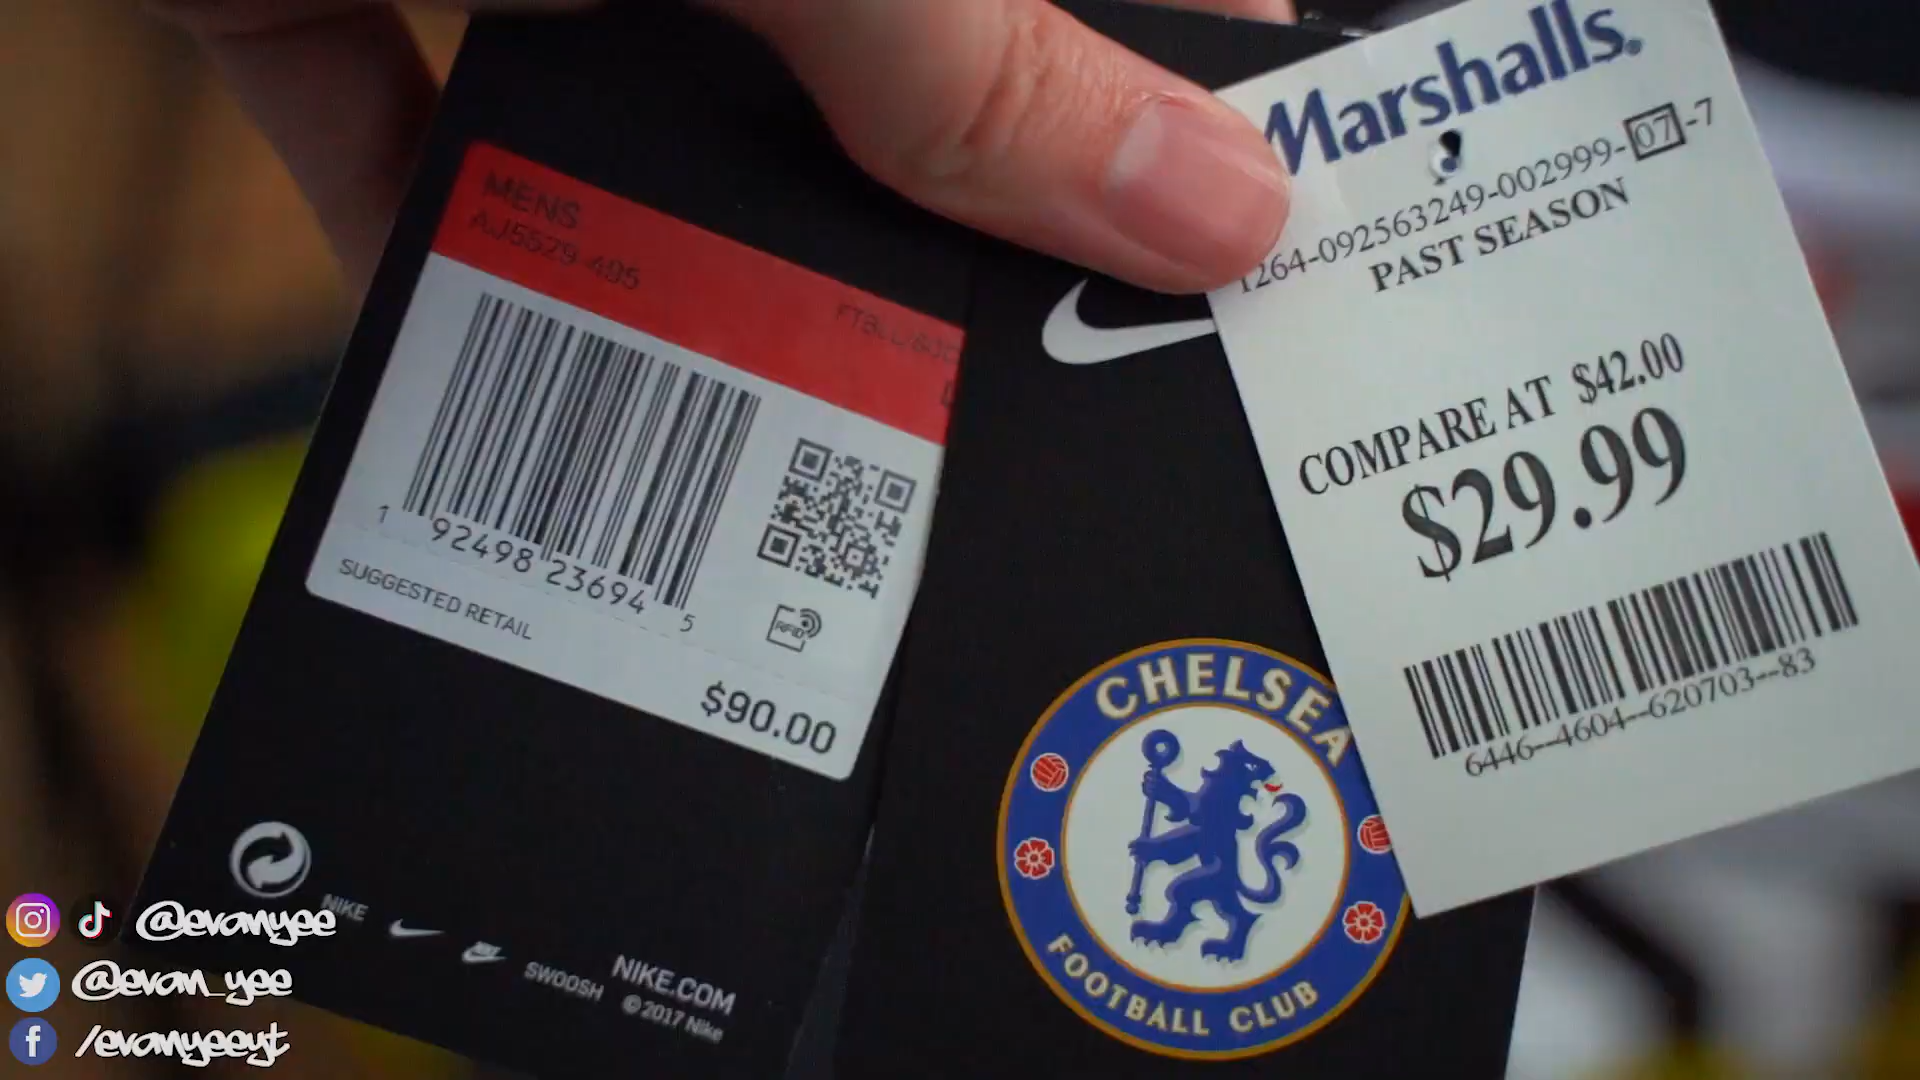 MENS
AJ5529-495
1 92498 23694 5
SUGGESTED RETAIL
RFID
$90.00
NIKE
SWOOSH
NIKE.COM
© 2017 Nike
CHELSEA
FOOTBALL CLUB
Marshalls.
1264-092563249-002999-07-7
PAST SEASON
COMPARE AT $42.00
$29.99
6446--4604--620703--83
@evanyee
@evan_yee
/evanyeeyt